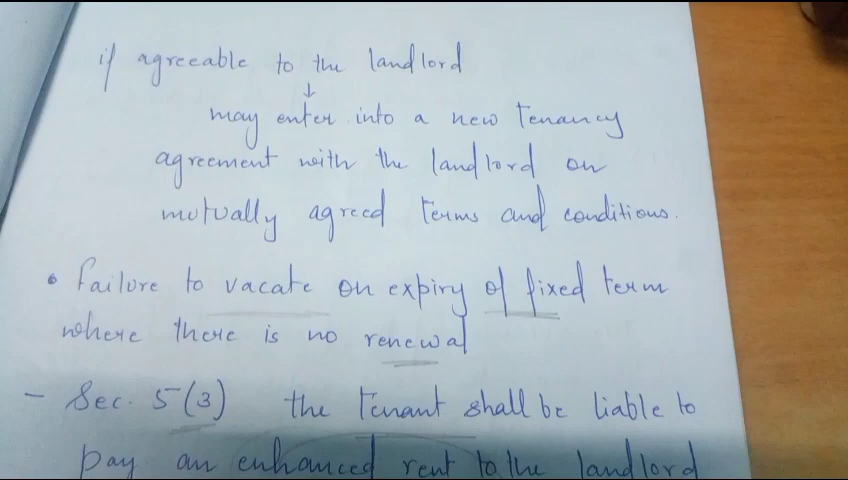 if agreeable to the landlord
↓
may enter into a new tenancy
agreement with the landlord on
mutually agreed terms and conditions.
• Failure to vacate on expiry of fixed term
where there is no renewal
- Sec. 5(3) the tenant shall be liable to
pay an enhanced rent to the landlord